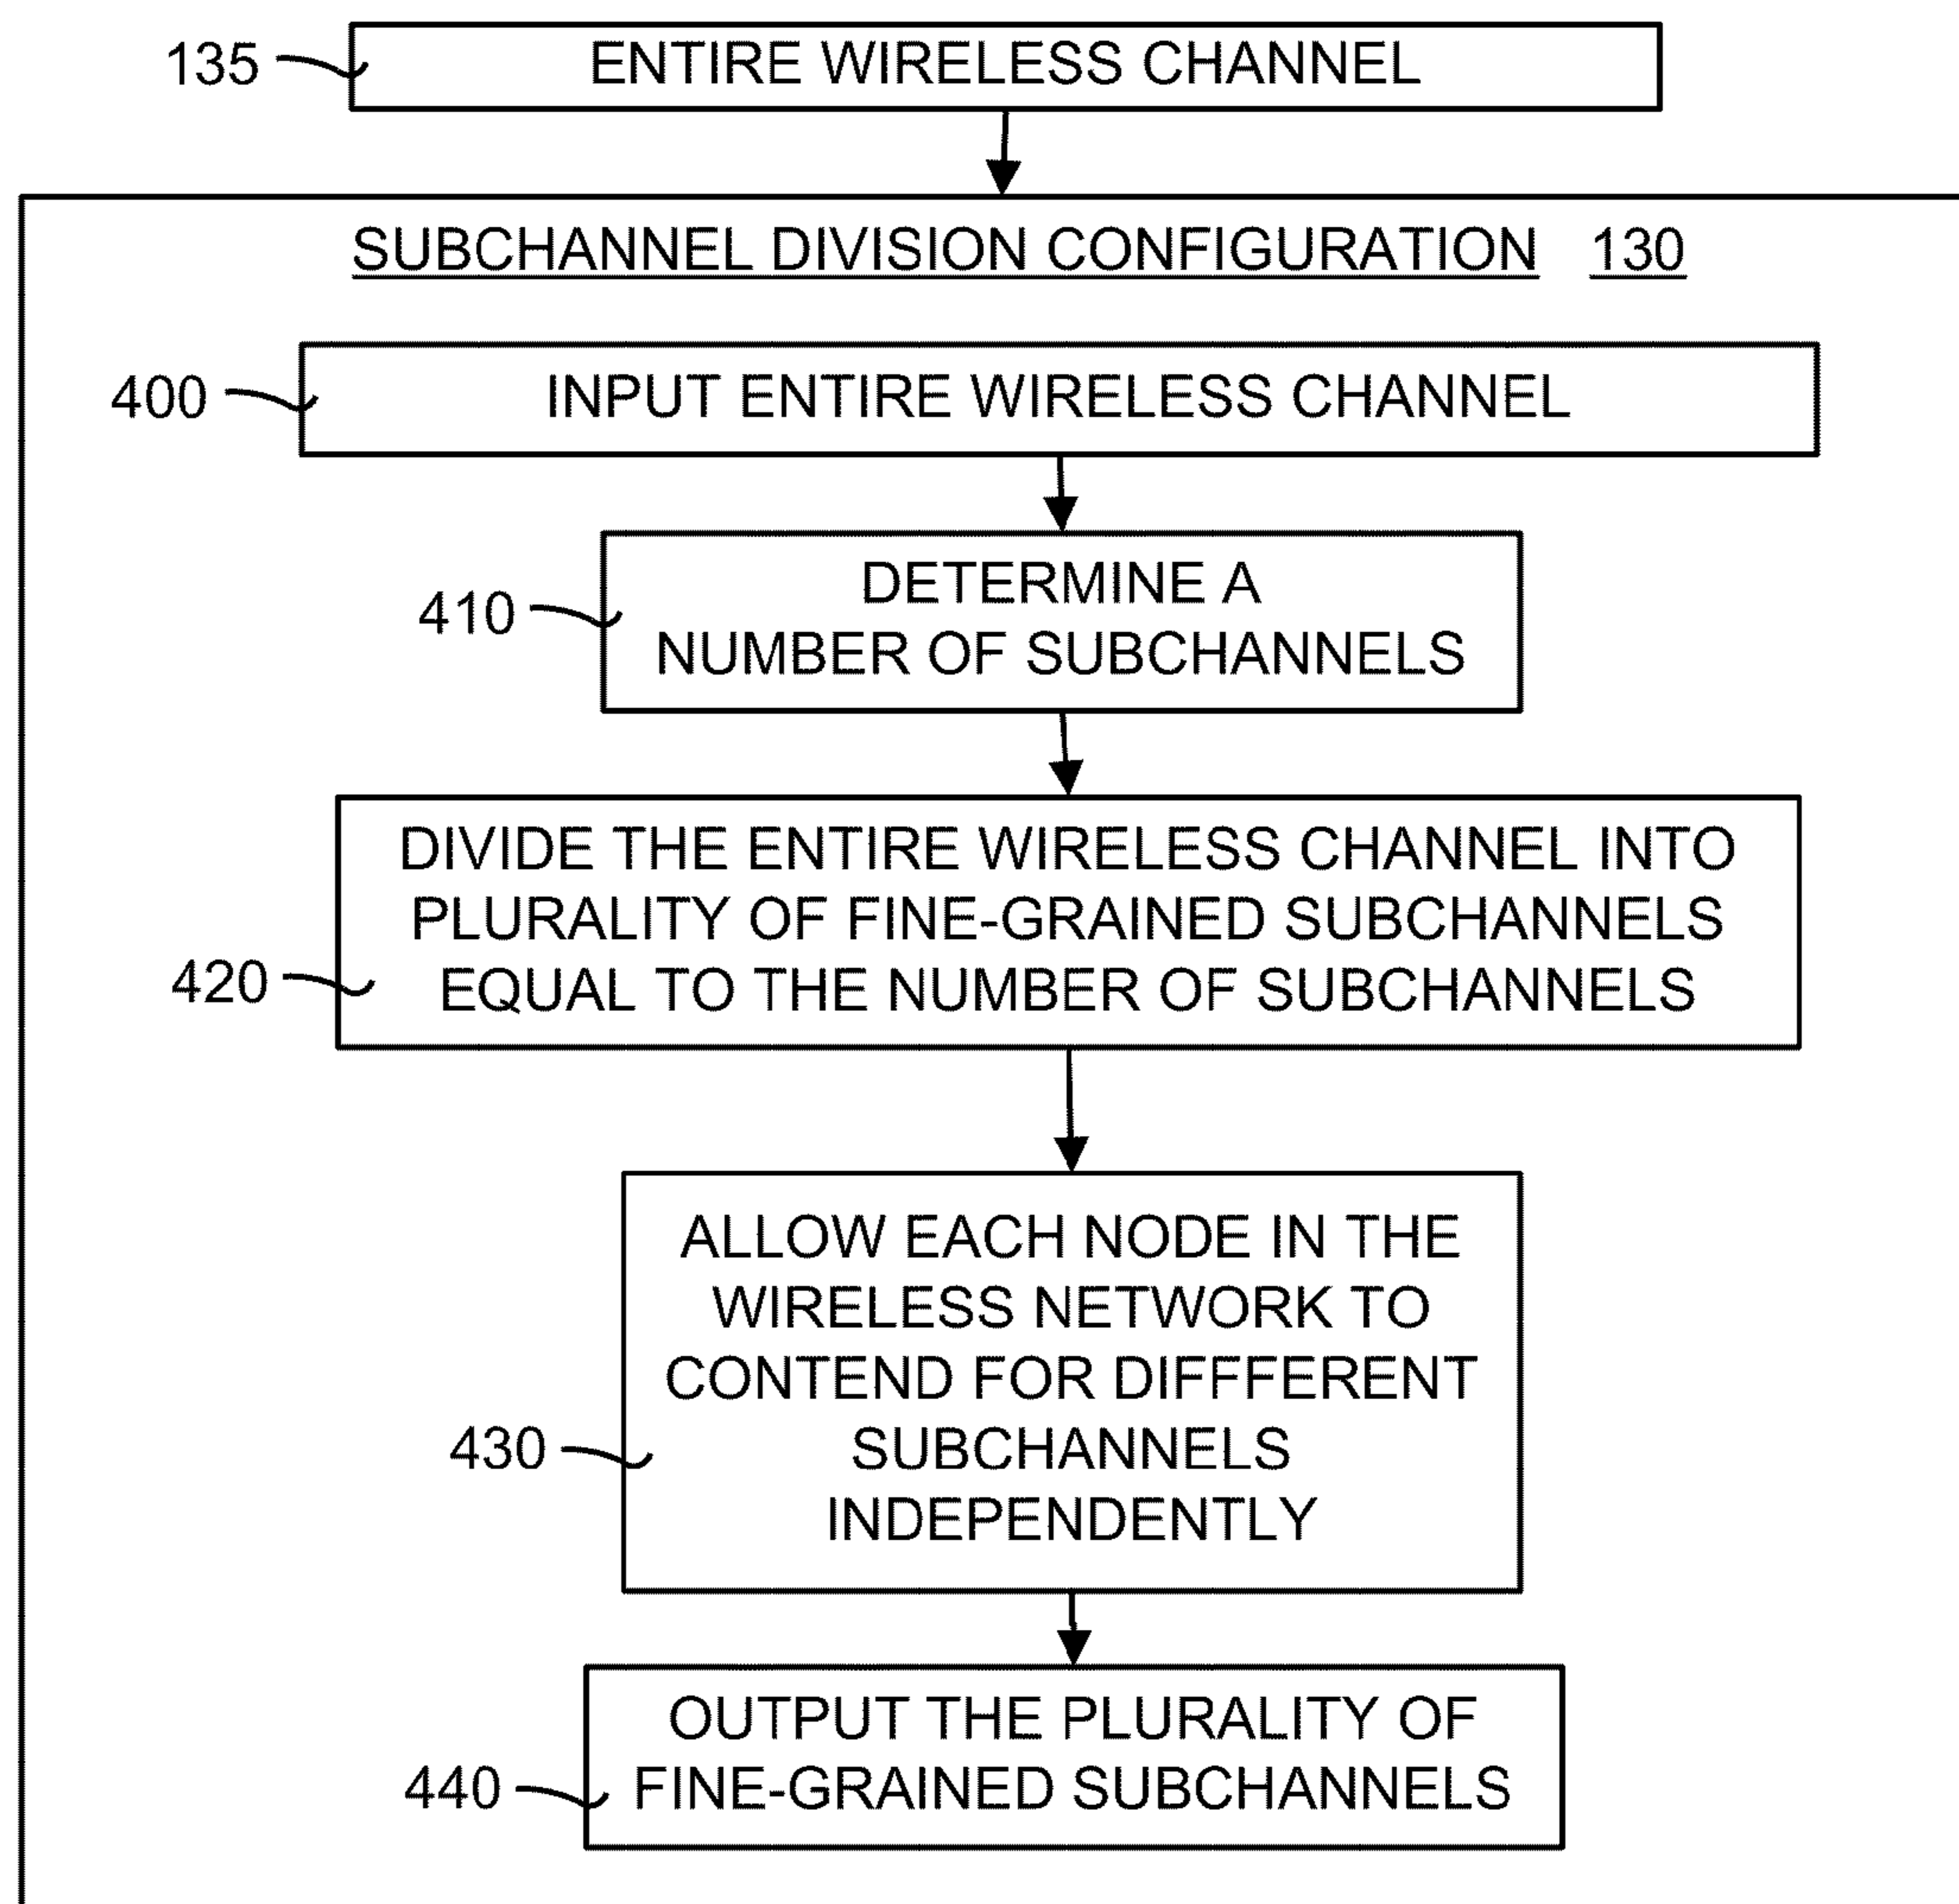 135 ENTIRE WIRELESS CHANNEL
SUBCHANNEL DIVISION CONFIGURATION 130
400 INPUT ENTIRE WIRELESS CHANNEL
410
DETERMINE A
NUMBER OF SUBCHANNELS
420
DIVIDE THE ENTIRE WIRELESS CHANNEL INTO
PLURALITY OF FINE-GRAINED SUBCHANNELS
EQUAL TO THE NUMBER OF SUBCHANNELS
430
ALLOW EACH NODE IN THE
WIRELESS NETWORK TO
CONTEND FOR DIFFFERENT
SUBCHANNELS
INDEPENDENTLY
440
OUTPUT THE PLURALITY OF
FINE-GRAINED SUBCHANNELS